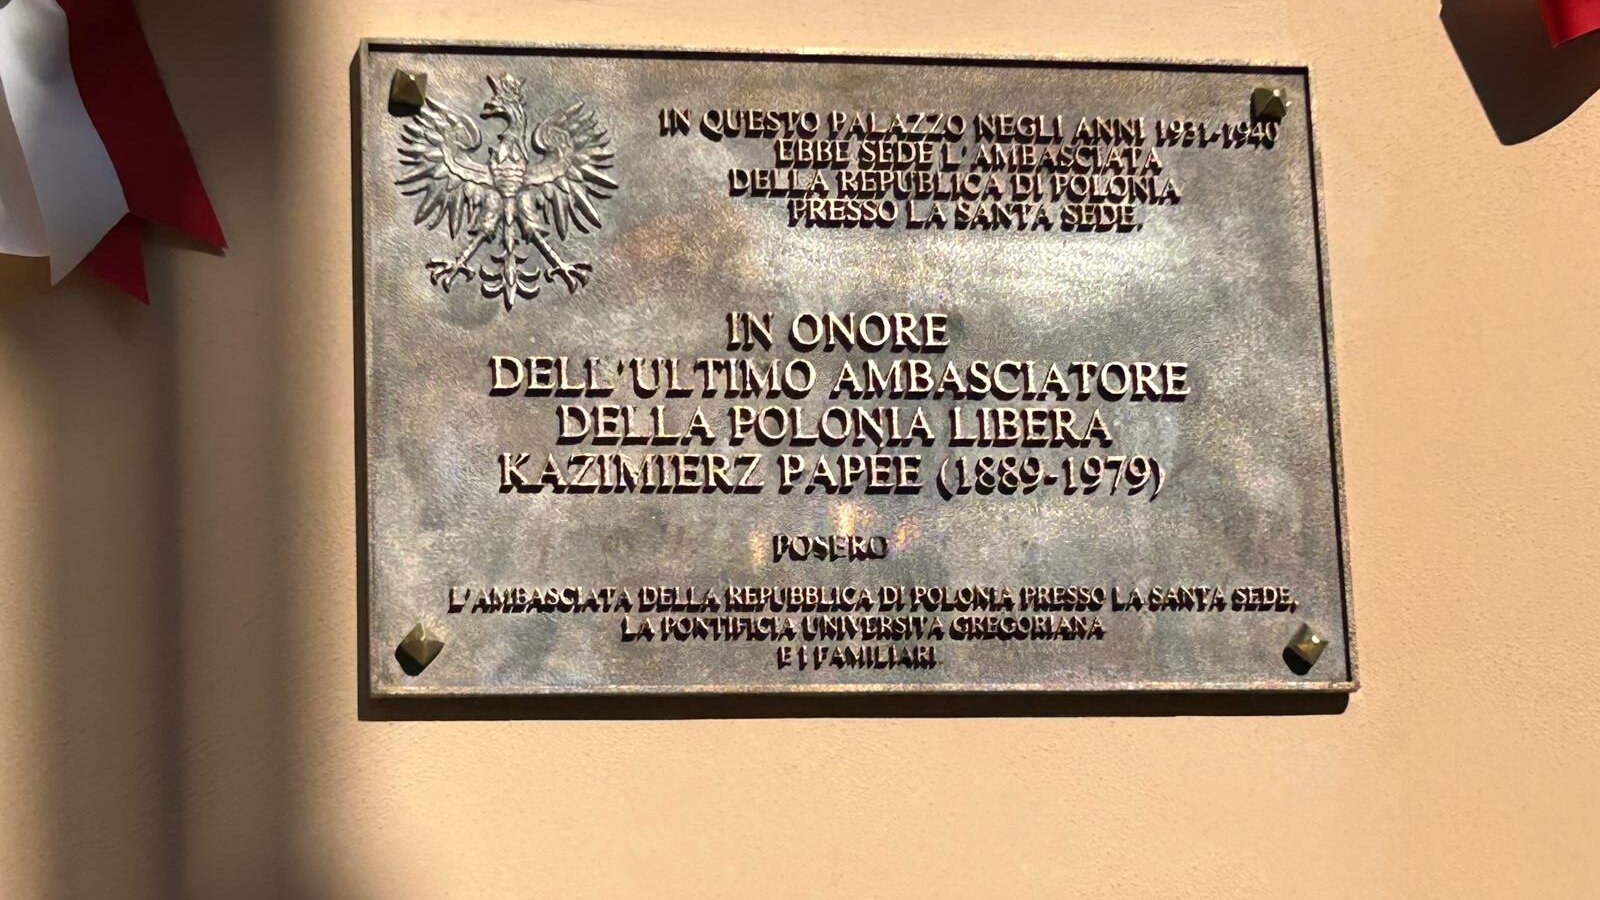 IN QUESTO PALAZZO NEGLI ANNI 1931-1940
EBBE SEDE L'AMBASCIATA
DELLA REPUBLICA DI POLONIA
PRESSO LA SANTA SEDE.
IN ONORE
DELL'ULTIMO AMBASCIATORE
DELLA POLONIA LIBERA
KAZIMIERZ PAPÉE (1889-1979)
POSERO
L'AMBASCIATA DELLA REPUBBLICA DI POLONIA PRESSO LA SANTA SEDE,
LA PONTIFICIA UNIVERSITÀ GREGORIANA
E I FAMILIARI